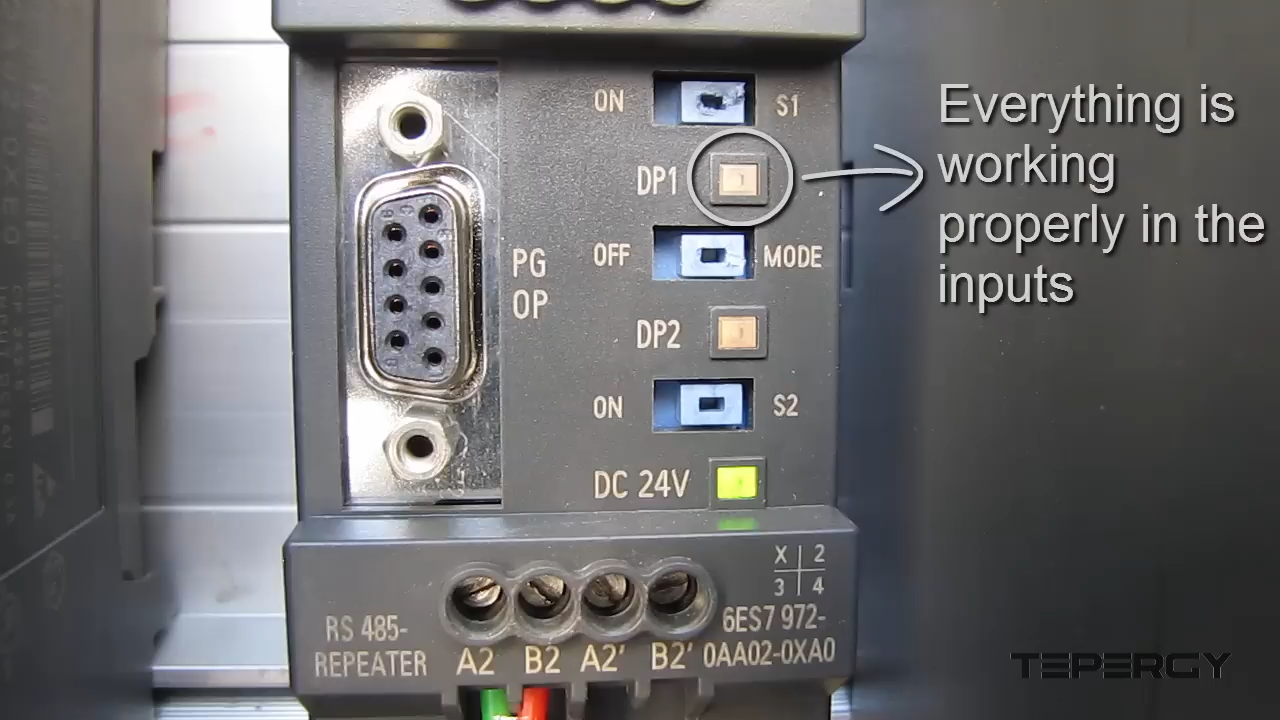 ON S1
DP1
OFF MODE
DP2
ON S2
DC 24V
PG
OP
Everything is
working
properly in the
inputs
X 2
3 4
RS 485-
REPEATER
A2 B2 A2' B2'
6ES7 972-
0AA02-0XA0
TEPERGY